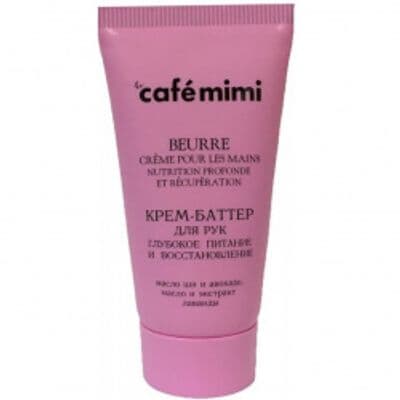 le café mimi
BEURRE
CRÈME POUR LES MAINS
NUTRITION PROFONDE
ET RÉCUPÉRATION
КРЕМ-БАТТЕР
ДЛЯ РУК
ГЛУБОКОЕ ПИТАНИЕ
И ВОССТАНОВЛЕНИЕ
масло ши и авокадо,
масло и экстракт
лаванды